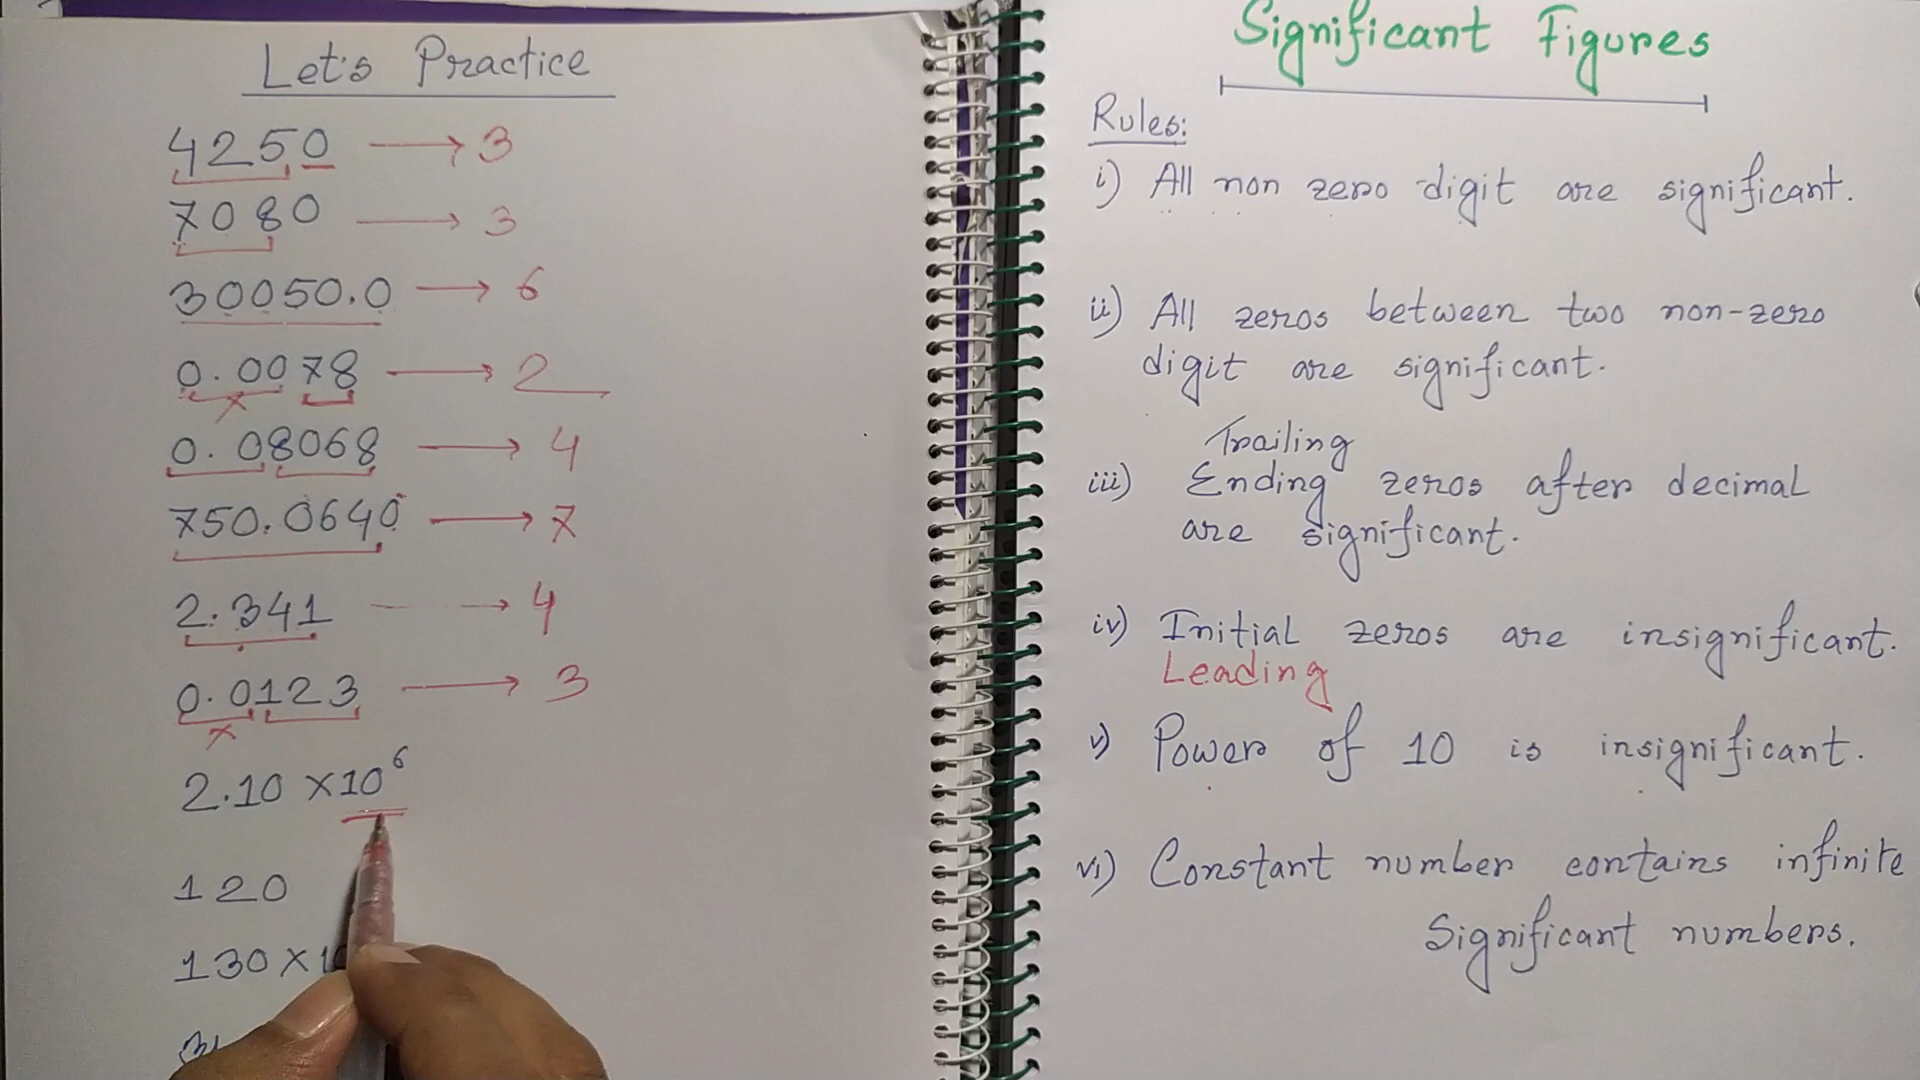 Let's Practice
4250 → 3
7080 → 3
30050.0 → 6
0.0078 → 2
0.08068 → 4
750.0640 → 7
2.341 → 4
0.0123 → 3
2.10 ×10⁶
120
130 × 10
Significant Figures
Rules:
i) All non zero digit are significant.
ii) All zeros between two non-zero
digit are significant.
Trailing
iii) Ending zeros after decimal
are significant.
iv) Initial zeros are insignificant.
Leading
v) Power of 10 is insignificant.
vi) Constant number contains infinite
Significant numbers.